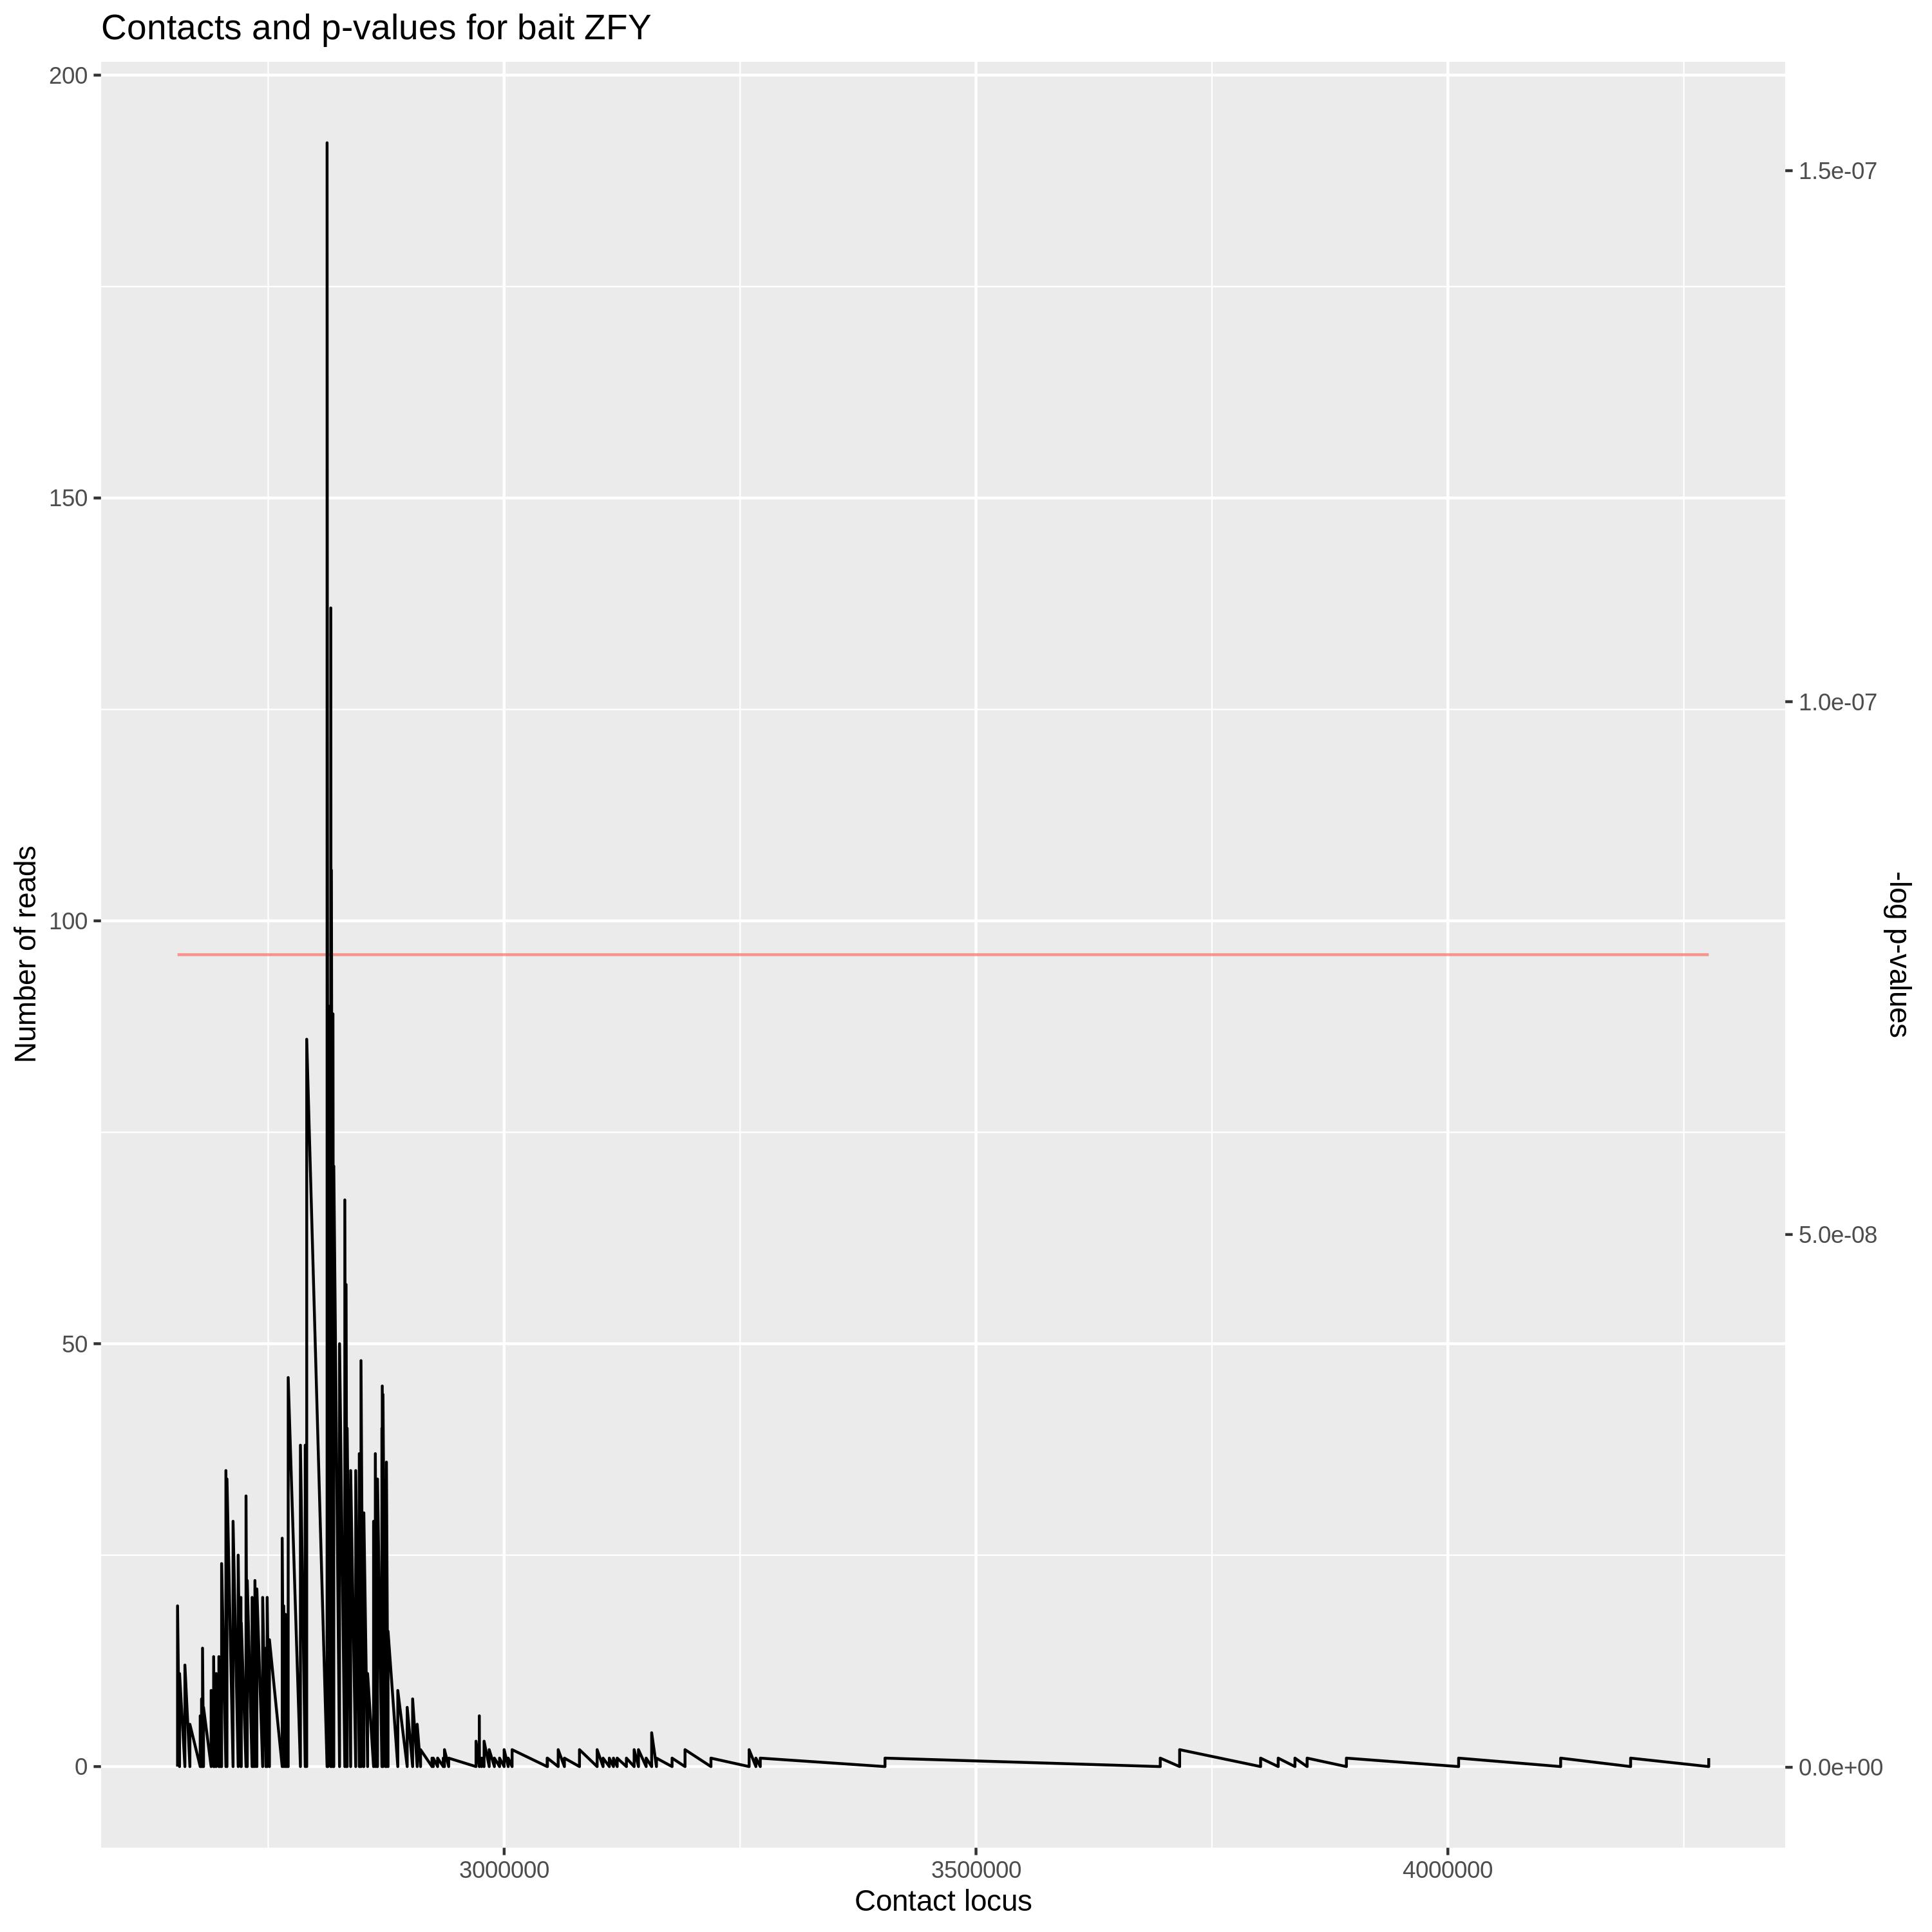 Contacts and p-values for bait ZFY
200
150
100
50
0
Number of reads
1.5e-07
1.0e-07
5.0e-08
0.0e+00
-log p-values
3000000
3500000
4000000
Contact locus